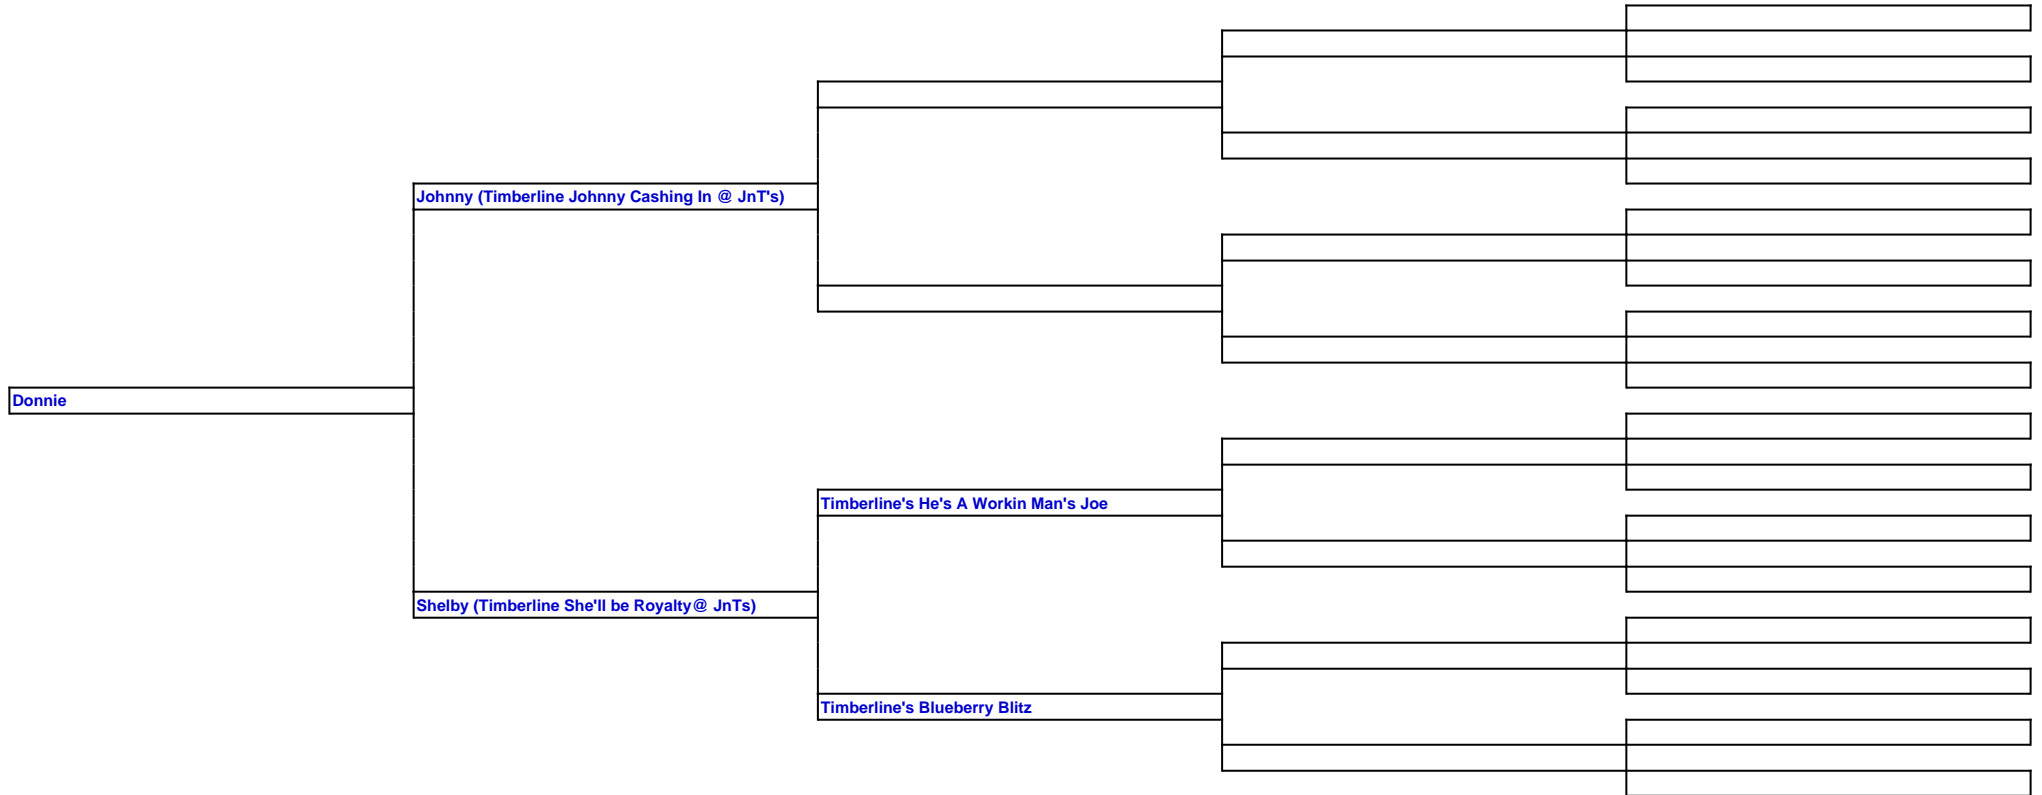 Johnny (Timberline Johnny Cashing In @ JnT's)
Donnie
Timberline's He's A Workin Man's Joe
Shelby (Timberline She'll be Royalty@ JnTs)
Timberline's Blueberry Blitz